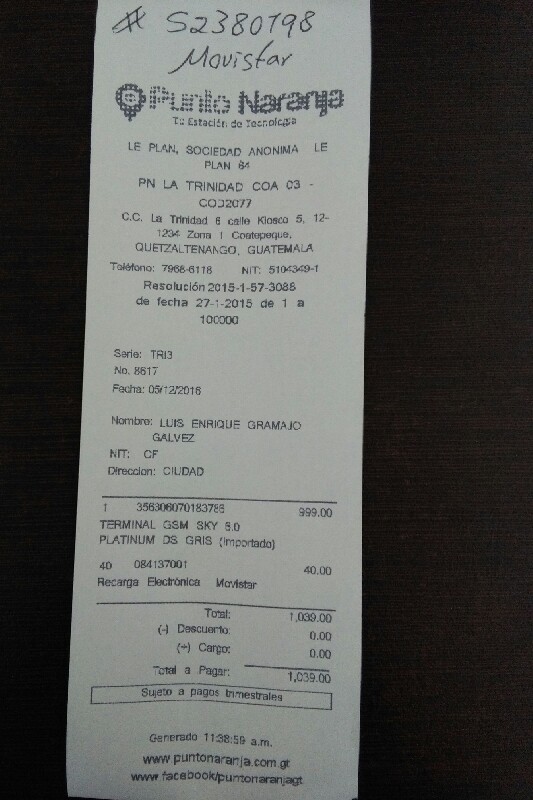 # 52380198
Movistar
Punto Naranja
Tu Estación de Tecnología
LE PLAN, SOCIEDAD ANONIMA LE
PLAN 64
PN LA TRINIDAD COA 03 -
COD2077
C.C. La Trinidad 6 calle Kiosco 5, 12-
1234 Zona 1 Coatepeque,
QUETZALTENANGO, GUATEMALA
Teléfono: 7968-6118 NIT: 5104349-1
Resolución 2015-1-57-3088
de fecha 27-1-2015 de 1 a
100000
Serie: TRI3
No. 8617
Fecha: 05/12/2016
Nombre: LUIS ENRIQUE GRAMAJO
GALVEZ
NIT: CF
Direccion: CIUDAD
1 356306070183786 999.00
TERMINAL GSM SKY 5.0
PLATINUM DS GRIS (Importado)
40 084137001 40.00
Recarga Electrónica Movistar
Total: 1,039.00
(-) Descuento: 0.00
(+) Cargo: 0.00
Total a Pagar: 1,039.00
Sujeto a pagos trimestrales
Generado 11:38:59 a.m.
www.puntonaranja.com.gt
www.facebook/puntonaranjagt